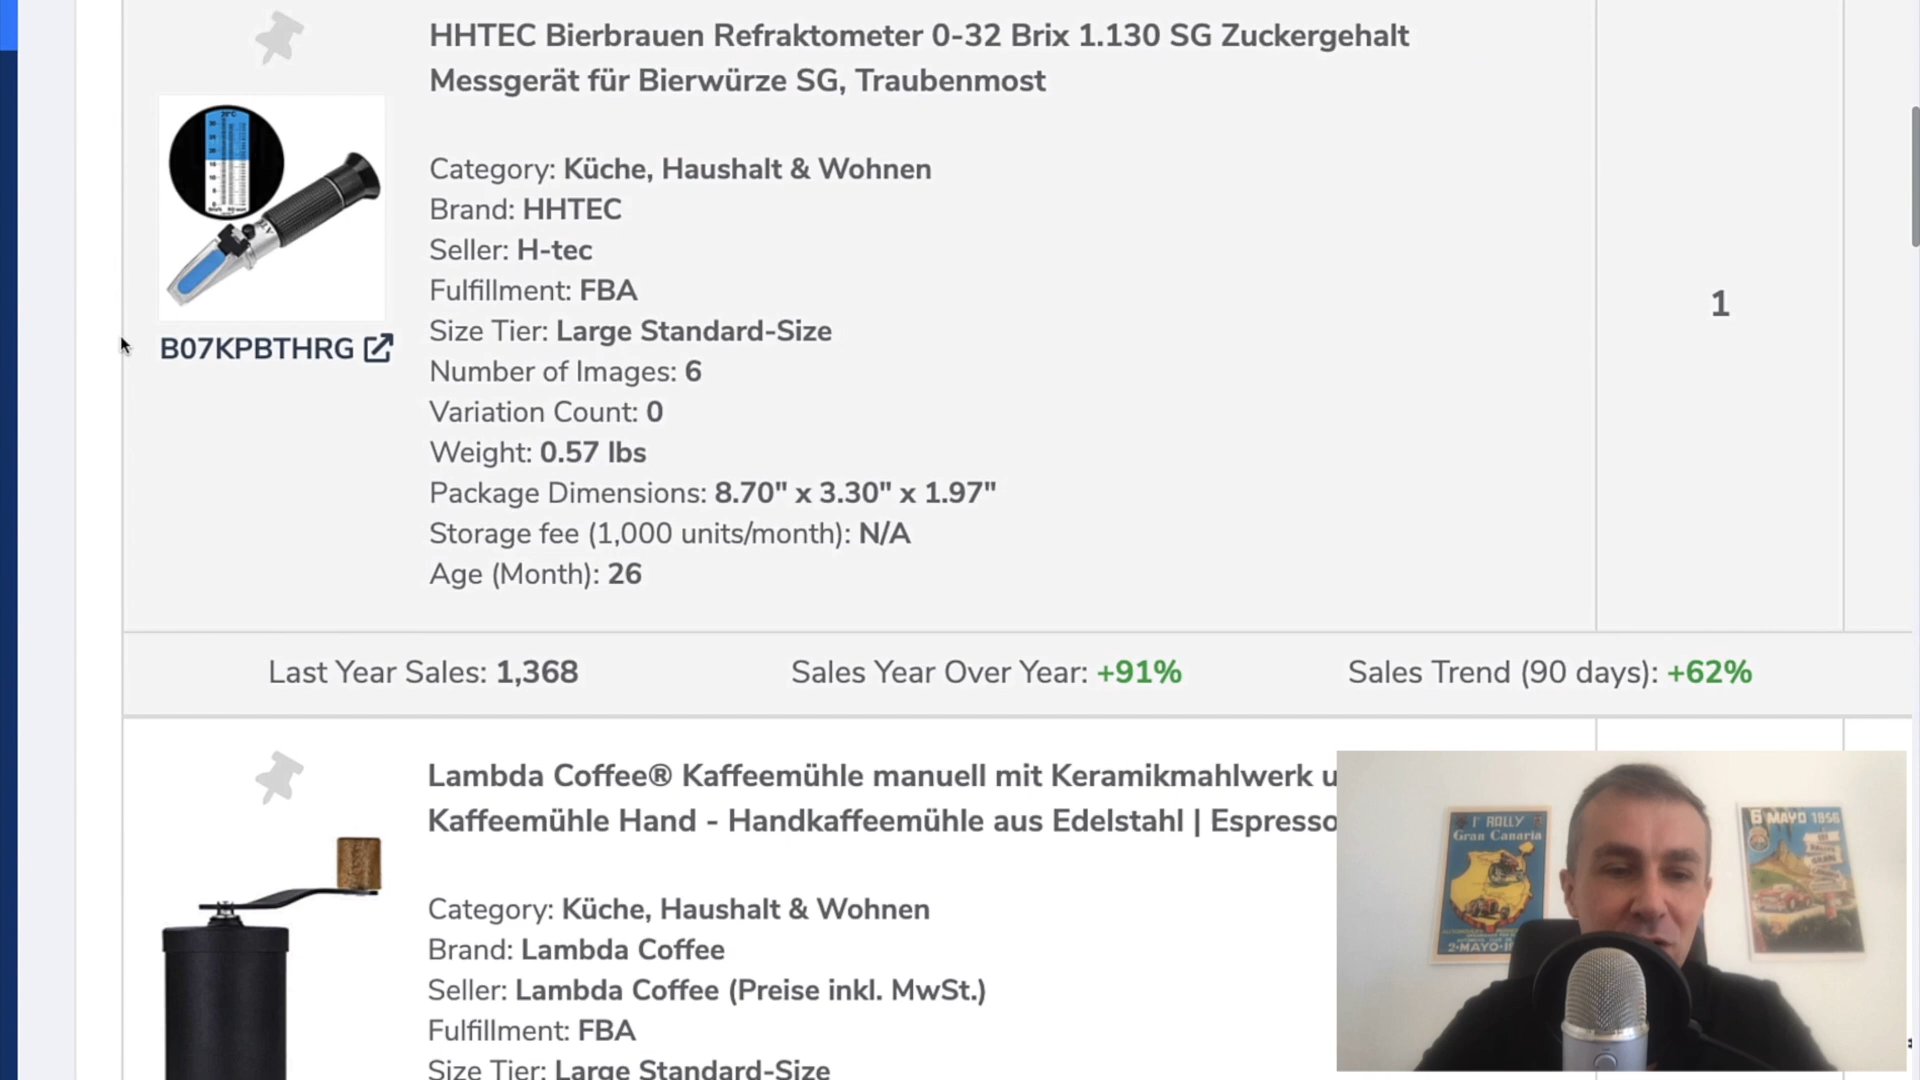 HHTEC Bierbrauen Refraktometer 0-32 Brix 1.130 SG Zuckergehalt
Messgerät für Bierwürze SG, Traubenmost
Category: Küche, Haushalt & Wohnen
Brand: HHTEC
Seller: H-tec
Fulfillment: FBA
Size Tier: Large Standard-Size
Number of Images: 6
Variation Count: 0
Weight: 0.57 lbs
Package Dimensions: 8.70" x 3.30" x 1.97"
Storage fee (1,000 units/month): N/A
Age (Month): 26
B07KPBTHRG
1
Last Year Sales: 1,368 Sales Year Over Year: +91% Sales Trend (90 days): +62%
Lambda Coffee® Kaffeemühle manuell mit Keramikmahlwerk u
Kaffeemühle Hand - Handkaffeemühle aus Edelstahl | Espresso
Category: Küche, Haushalt & Wohnen
Brand: Lambda Coffee
Seller: Lambda Coffee (Preise inkl. MwSt.)
Fulfillment: FBA
Size Tier: Large Standard-Size
1º RALLY
Gran Canaria
2-MAYO-1
6 MAYO 1956